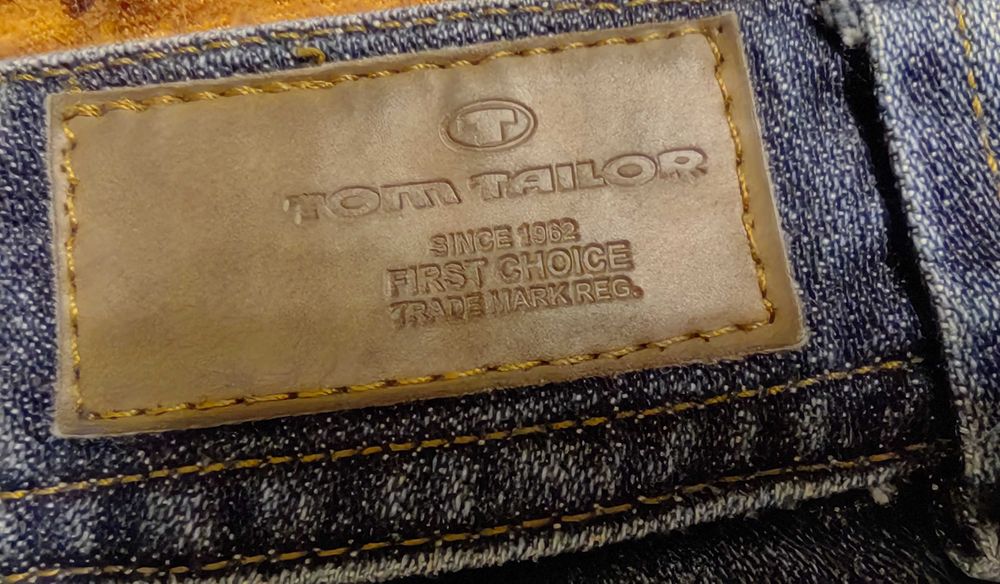 T
TOM TAILOR
SINCE 1962
FIRST CHOICE
TRADE MARK REG.